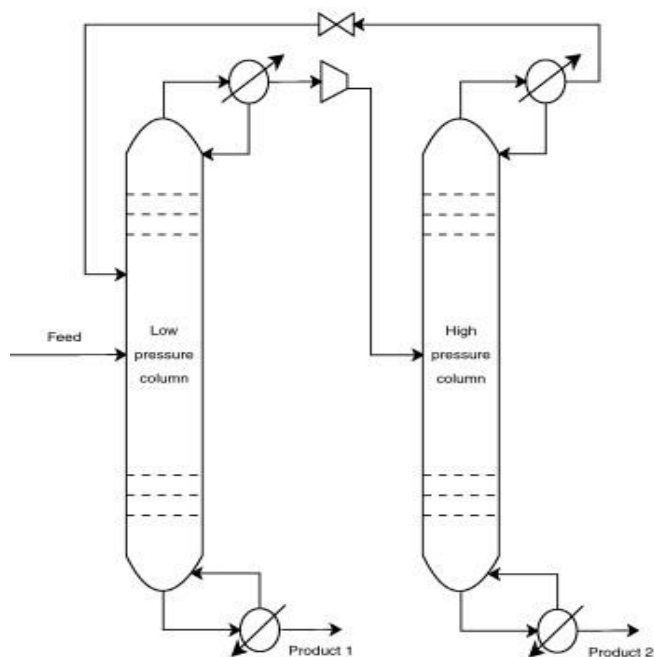 Feed
Low
pressure
column
High
pressure
column
Product 1
Product 2